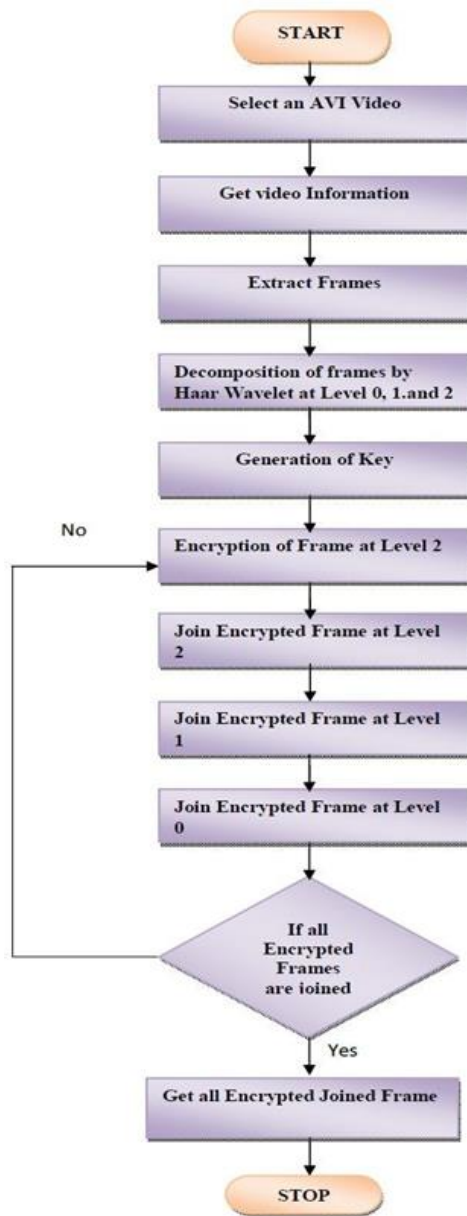 START
Select an AVI Video
Get video Information
Extract Frames
Decomposition of frames by
Haar Wavelet at Level 0, 1.and 2
Generation of Key
No
Encryption of Frame at Level 2
Join Encrypted Frame at Level
2
Join Encrypted Frame at Level
1
Join Encrypted Frame at Level
0
If all
Encrypted
Frames
are joined
Yes
Get all Encrypted Joined Frame
STOP